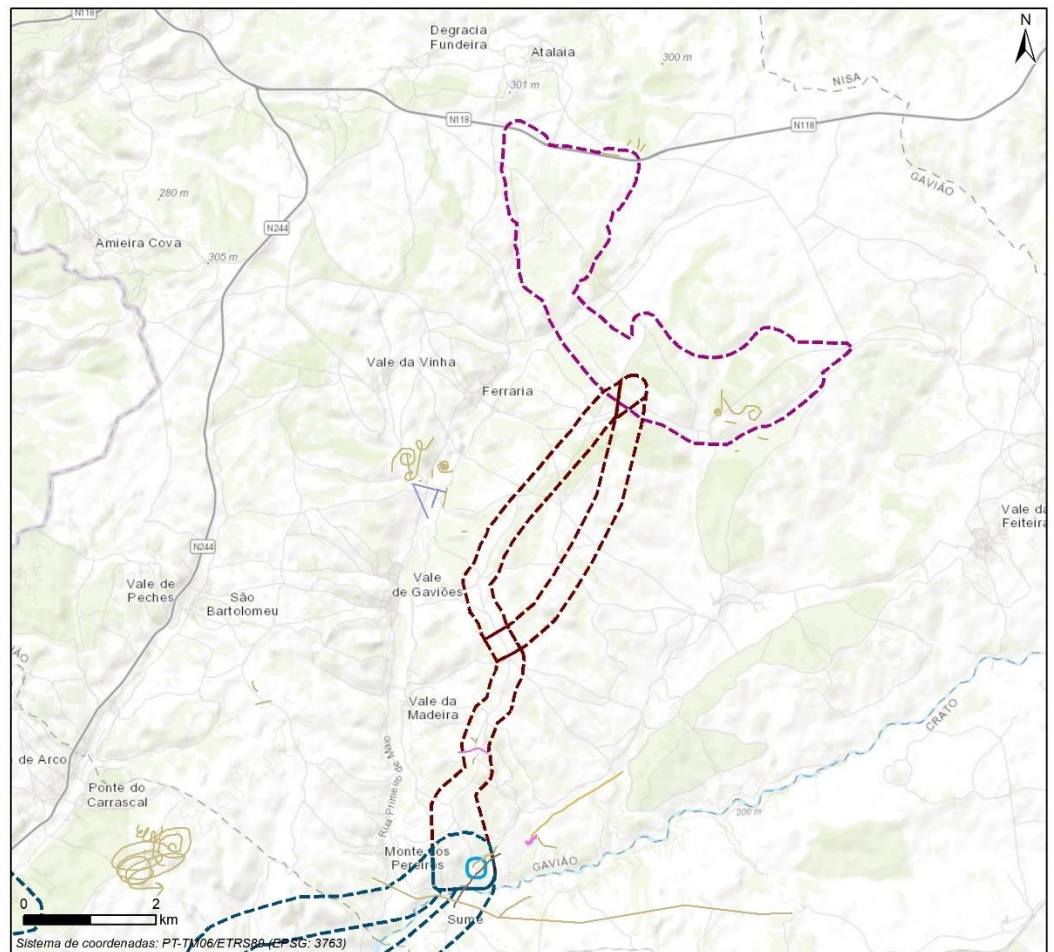 N118
N
Degracia
Fundeira
Atalaia
300 m
301 m
NISA
N118
N118
GAVIÃO
280 m
N244
Amieira Cova
305 m
Vale da Vinha
Ferraria
Vale da
Feiteira
N244
Vale de
Peches
Vale
de Gaviões
São
Bartolomeu
ÃO
Vale da
Madeira
CRATO
de Arco
Rua Primeiro de Maio
Ponte do
Carrascal
200 m
Monte dos
Pereiros
GAVIÃO
0 2
km
Sume
Sistema de coordenadas: PT-TM06/ETRS89 (EPSG: 3763)